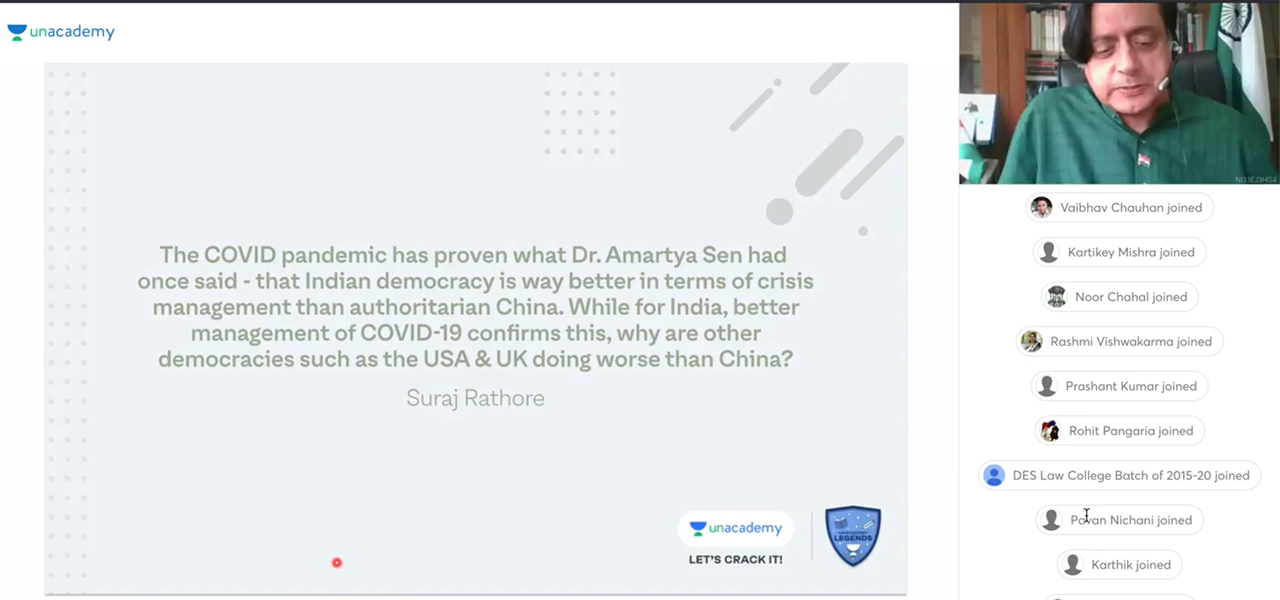 unacademy
The COVID pandemic has proven what Dr. Amartya Sen had
once said - that Indian democracy is way better in terms of crisis
management than authoritarian China. While for India, better
management of COVID-19 confirms this, why are other
democracies such as the USA & UK doing worse than China?
Suraj Rathore
unacademy
LET'S CRACK IT!
LEGENDS
Vaibhav Chauhan joined
Kartikey Mishra joined
Noor Chahal joined
Rashmi Vishwakarma joined
Prashant Kumar joined
Rohit Pangaria joined
DES Law College Batch of 2015-20 joined
Pavan Nichani joined
Karthik joined